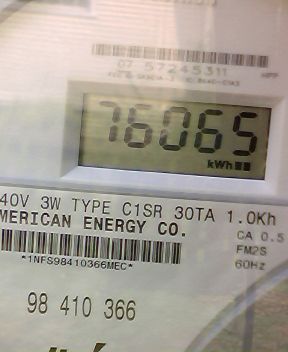 07 57245311
76065
kWh
40V 3W TYPE C1SR 30TA 1.0Kh
MERICAN ENERGY CO.
CA 0.5
FM2S
60Hz
*1NFS98410366MEC*
98 410 366